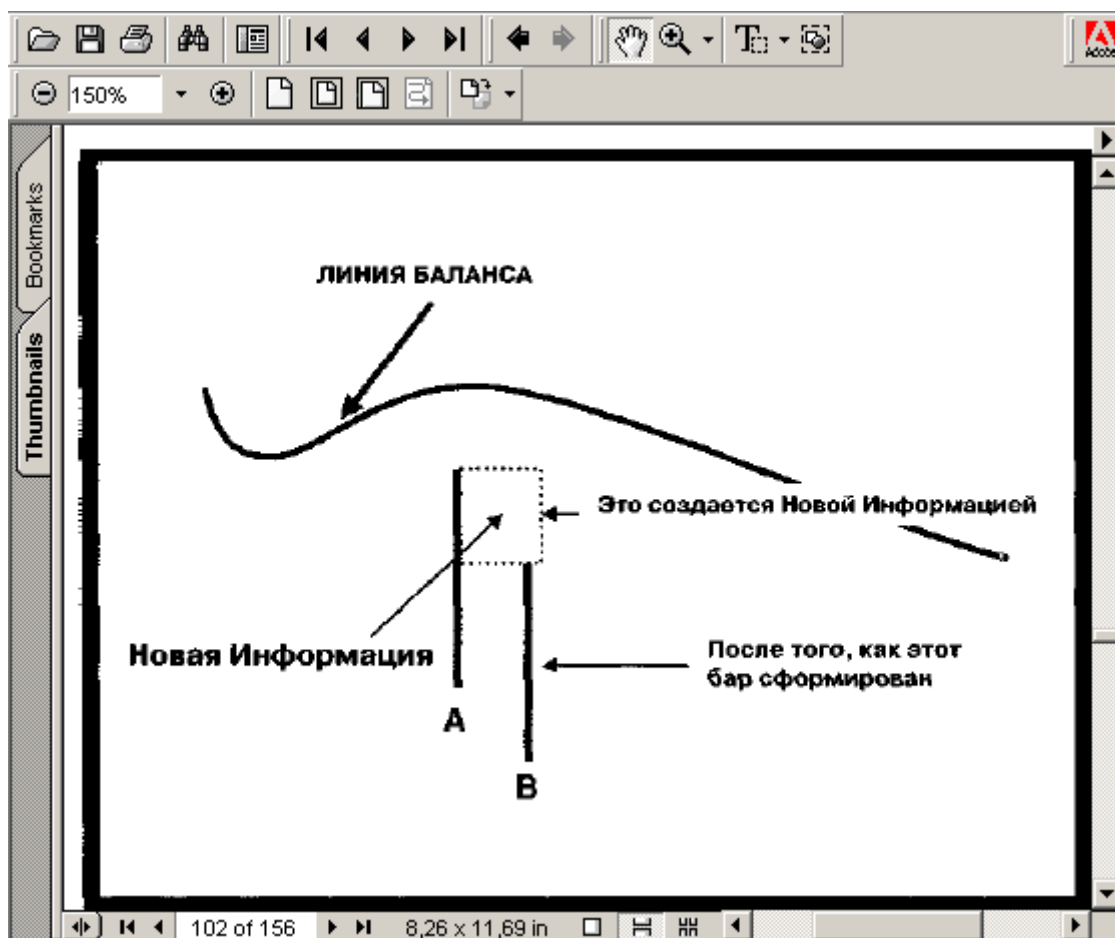 Adobe
150%
Bookmarks
Thumbnails
ЛИНИЯ БАЛАНСА
Это создается Новой Информацией
Новая Информация
После того, как этот
бар сформирован
A
B
102 of 156
8,26 x 11,69 in